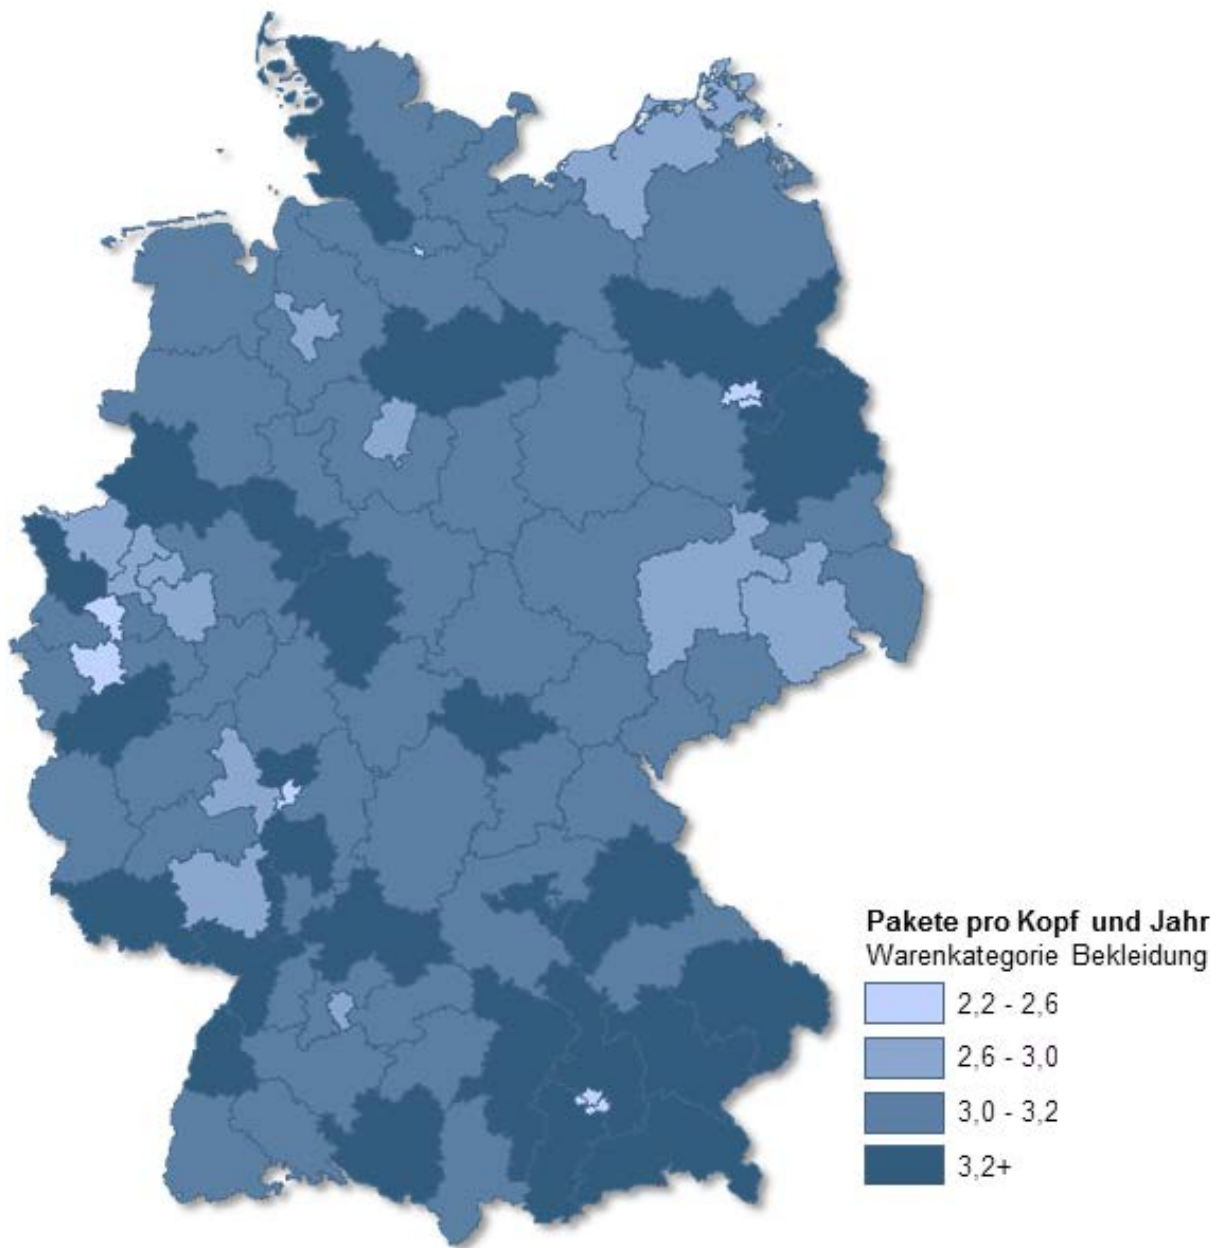 Pakete pro Kopf und Jahr
Warenkategorie Bekleidung
2,2 - 2,6
2,6 - 3,0
3,0 - 3,2
3,2+